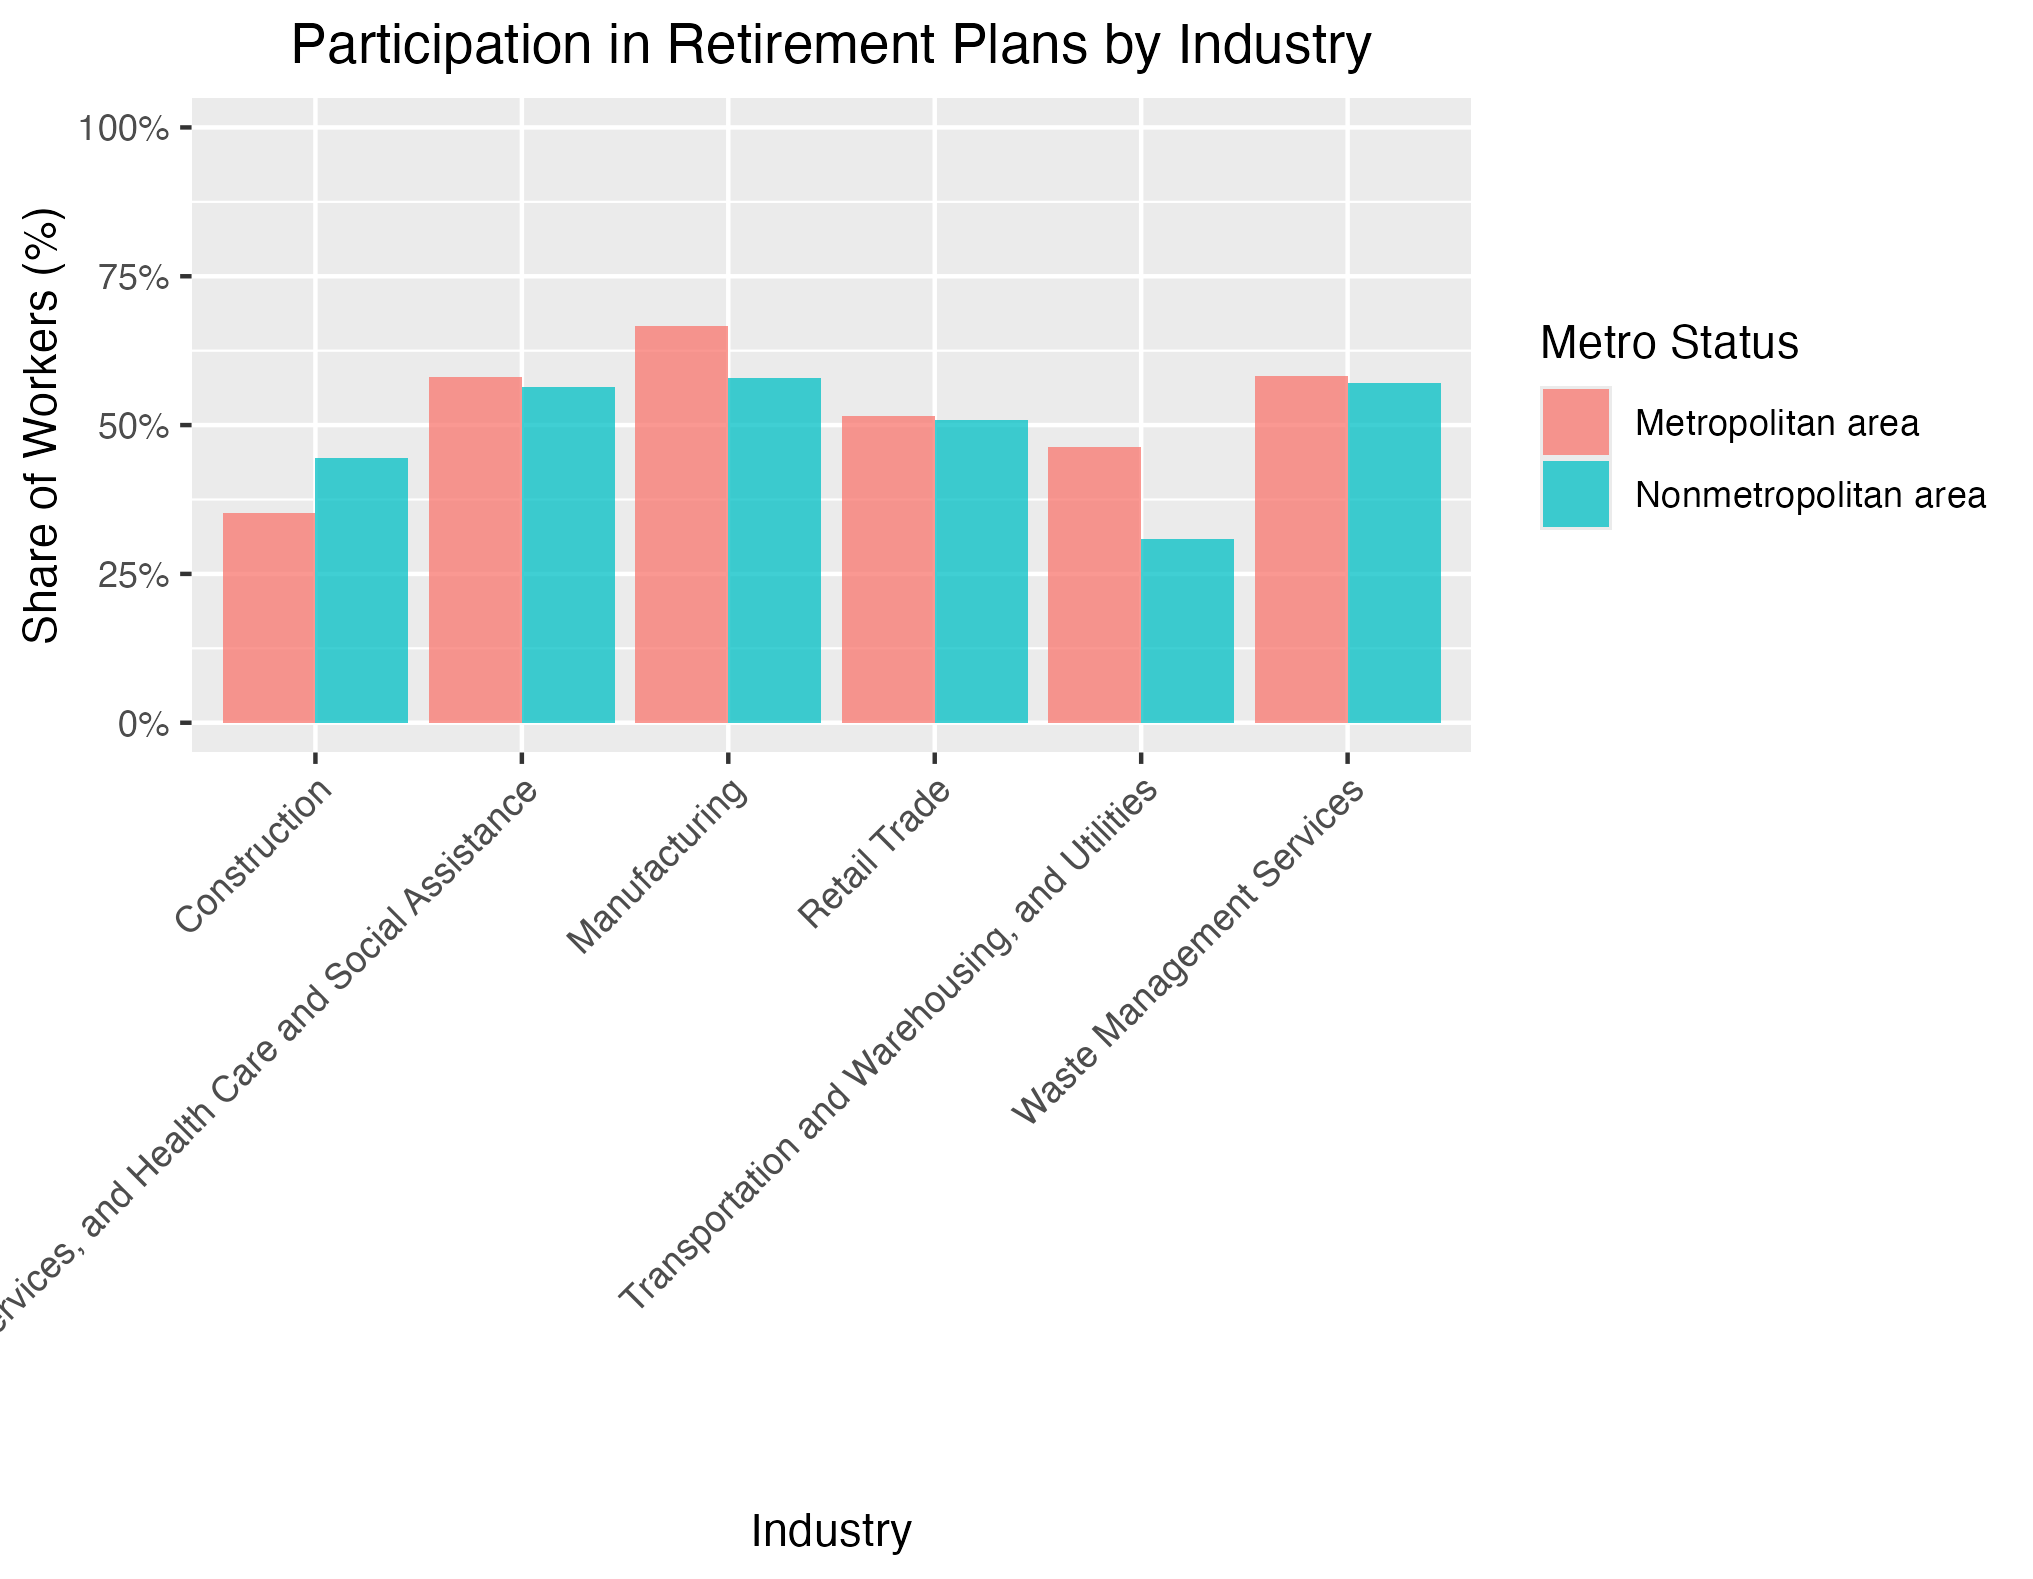 Participation in Retirement Plans by Industry
Share of Workers (%)
100%
75%
50%
25%
0%
Metro Status
Metropolitan area
Nonmetropolitan area
Construction
and Health Care and Social Assistance
Manufacturing
Retail Trade
Transportation and Warehousing, and Utilities
Waste Management Services
Industry